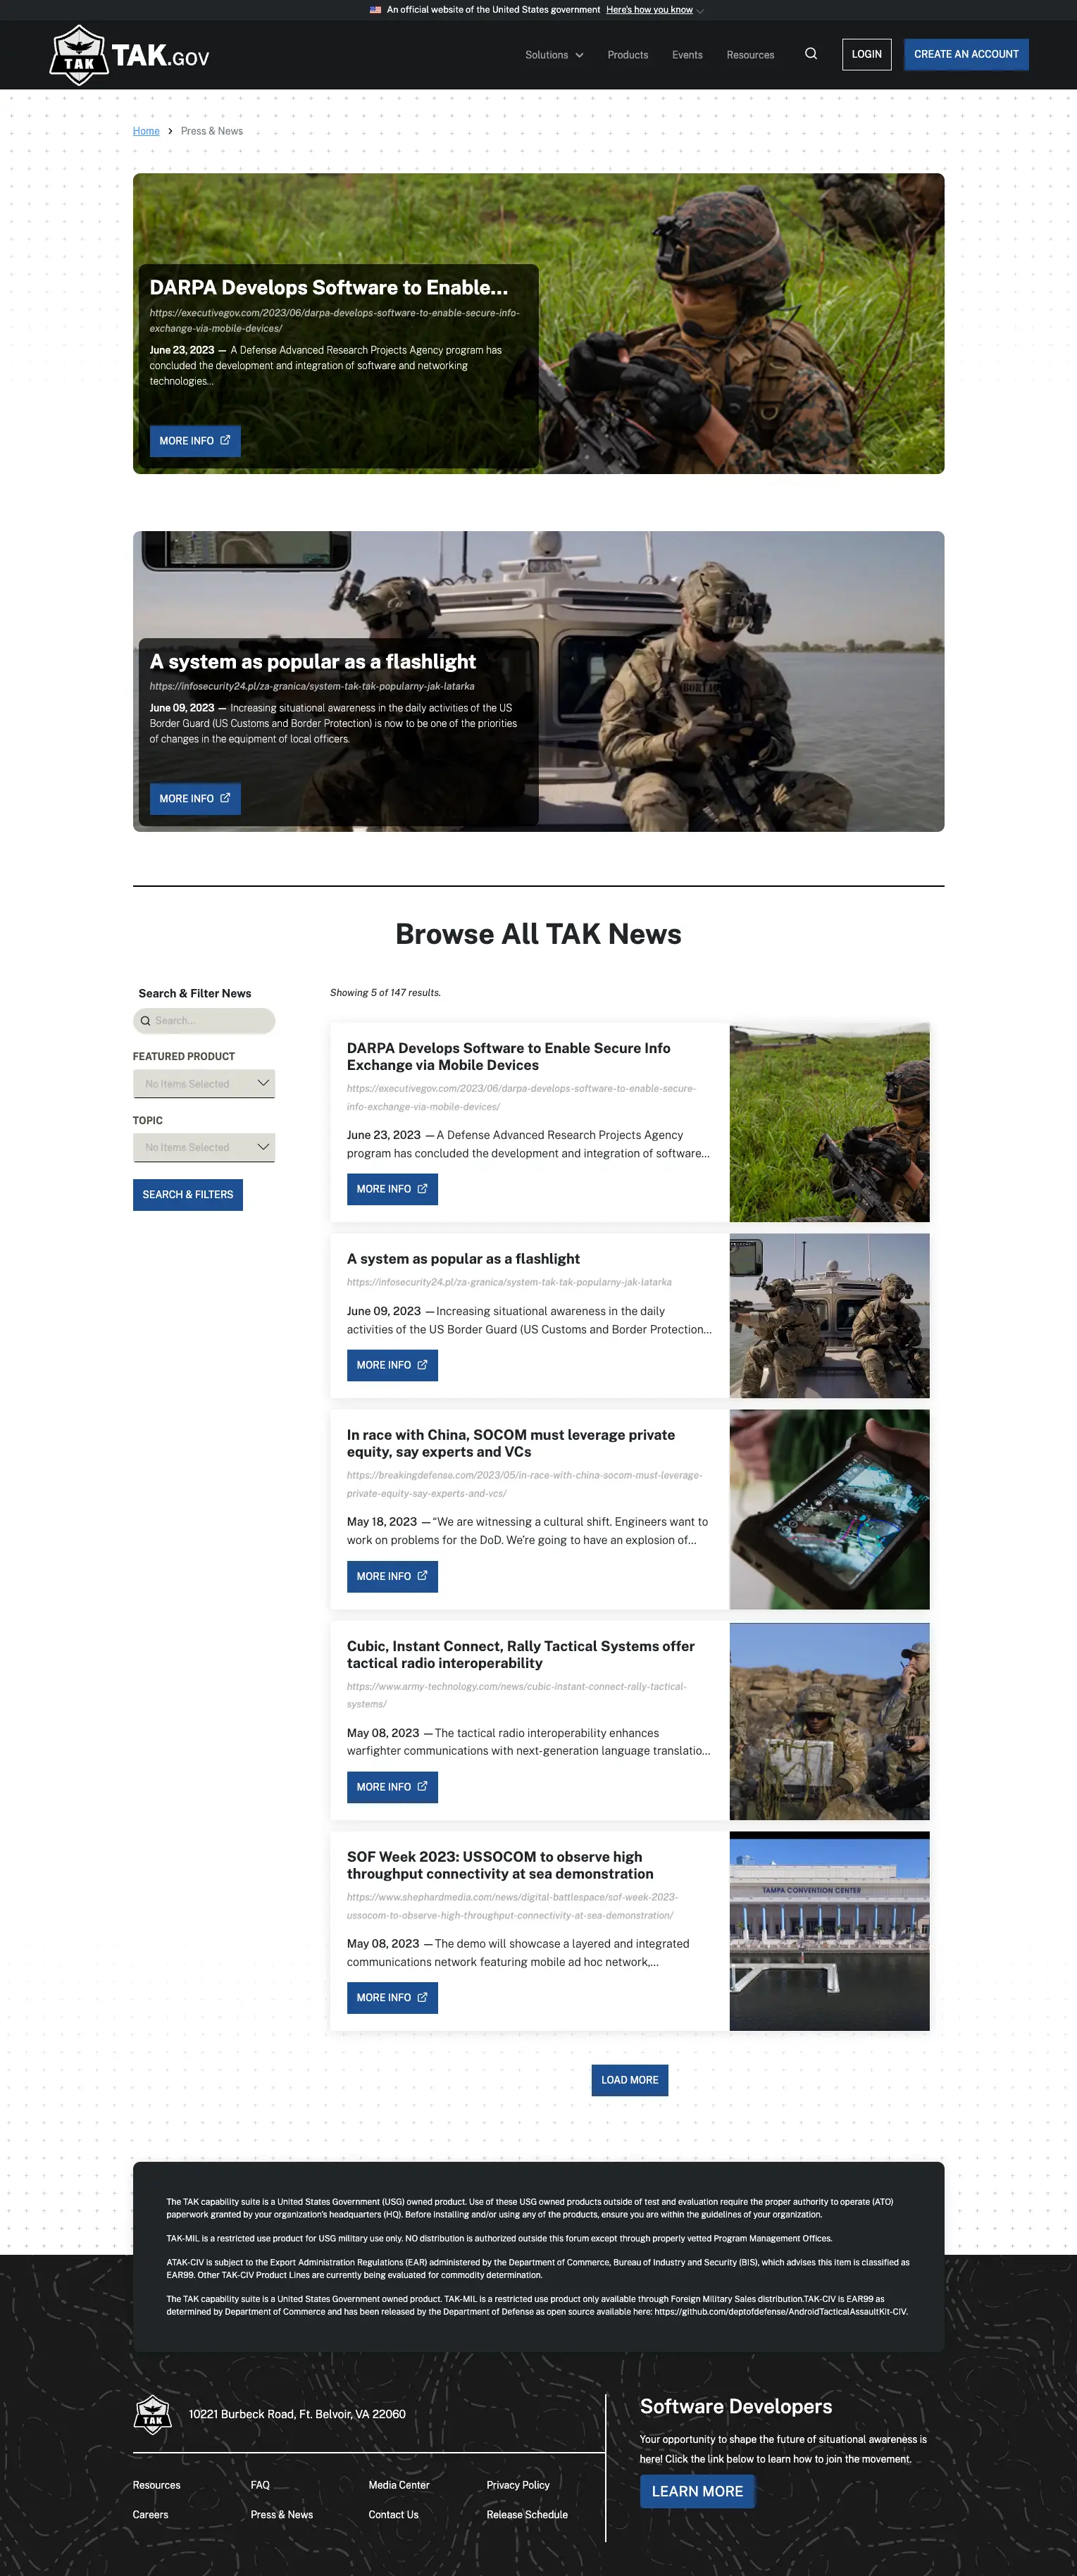 An official website of the United States government Here's how you know
TAK
TAK.GOV
Solutions
Products
Events
Resources
LOGIN
CREATE AN ACCOUNT
Home
Press & News
DARPA Develops Software to Enable...
https://executivegov.com/2023/06/darpa-develops-software-to-enable-secure-info-
exchange-via-mobile-devices/
June 23, 2023 — A Defense Advanced Research Projects Agency program has
concluded the development and integration of software and networking
technologies...
MORE INFO
A system as popular as a flashlight
https://infosecurity24.pl/za-granica/system-tak-tak-popularny-jak-latarka
June 09, 2023 — Increasing situational awareness in the daily activities of the US
Border Guard (US Customs and Border Protection) is now to be one of the priorities
of changes in the equipment of local officers.
MORE INFO
Browse All TAK News
Search & Filter News
Search...
FEATURED PRODUCT
No Items Selected
TOPIC
No Items Selected
SEARCH & FILTERS
Showing 5 of 147 results.
DARPA Develops Software to Enable Secure Info
Exchange via Mobile Devices
https://executivegov.com/2023/06/darpa-develops-software-to-enable-secure-
info-exchange-via-mobile-devices/
June 23, 2023 —A Defense Advanced Research Projects Agency
program has concluded the development and integration of software...
MORE INFO
A system as popular as a flashlight
https://infosecurity24.pl/za-granica/system-tak-tak-popularny-jak-latarka
June 09, 2023 —Increasing situational awareness in the daily
activities of the US Border Guard (US Customs and Border Protection...
MORE INFO
In race with China, SOCOM must leverage private
equity, say experts and VCs
https://breakingdefense.com/2023/05/in-race-with-china-socom-must-leverage-
private-equity-say-experts-and-vcs/
May 18, 2023 —“We are witnessing a cultural shift. Engineers want to
work on problems for the DoD. We’re going to have an explosion of...
MORE INFO
Cubic, Instant Connect, Rally Tactical Systems offer
tactical radio interoperability
https://www.army-technology.com/news/cubic-instant-connect-rally-tactical-
systems/
May 08, 2023 —The tactical radio interoperability enhances
warfighter communications with next-generation language translatio...
MORE INFO
SOF Week 2023: USSOCOM to observe high
throughput connectivity at sea demonstration
https://www.shephardmedia.com/news/digital-battlespace/sof-week-2023-
ussocom-to-observe-high-throughput-connectivity-at-sea-demonstration/
May 08, 2023 —The demo will showcase a layered and integrated
communications network featuring mobile ad hoc network,...
MORE INFO
TAMPA CONVENTION CENTER
LOAD MORE
The TAK capability suite is a United States Government (USG) owned product. Use of these USG owned products outside of test and evaluation require the proper authority to operate (ATO)
paperwork granted by your organization's headquarters (HQ). Before installing and/or using any of the products, ensure you are within the guidelines of your organization.
TAK-MIL is a restricted use product for USG military use only. NO distribution is authorized outside this forum except through properly vetted Program Management Offices.
ATAK-CIV is subject to the Export Administration Regulations (EAR) administered by the Department of Commerce, Bureau of Industry and Security (BIS), which advises this item is classified as
EAR99. Other TAK-CIV Product Lines are currently being evaluated for commodity determination.
The TAK capability suite is a United States Government owned product. TAK-MIL is a restricted use product only available through Foreign Military Sales distribution.TAK-CIV is EAR99 as
determined by Department of Commerce and has been released by the Department of Defense as open source available here: https://github.com/deptofdefense/AndroidTacticalAssaultKit-CIV.
TAK
10221 Burbeck Road, Ft. Belvoir, VA 22060
Resources
FAQ
Media Center
Privacy Policy
Careers
Press & News
Contact Us
Release Schedule
Software Developers
Your opportunity to shape the future of situational awareness is
here! Click the link below to learn how to join the movement.
LEARN MORE